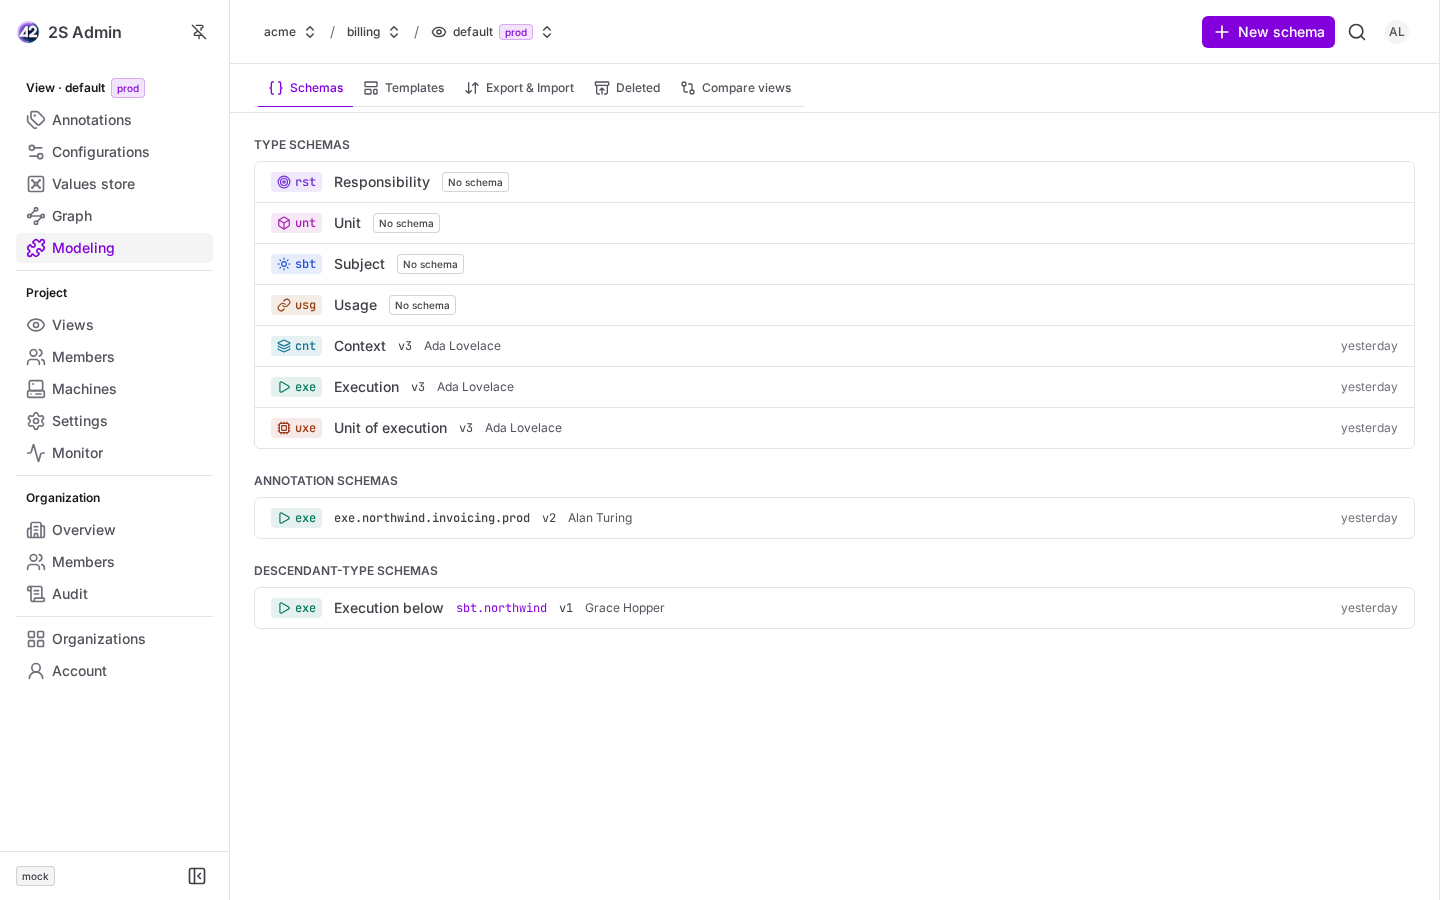 2S Admin
acme / billing / default prod
New schema
AL
View · default prod
Annotations
Configurations
Values store
Graph
Modeling
Project
Views
Members
Machines
Settings
Monitor
Organization
Overview
Members
Audit
Organizations
Account
mock
Schemas Templates Export & Import Deleted Compare views
TYPE SCHEMAS
rst Responsibility No schema
unt Unit No schema
sbt Subject No schema
usg Usage No schema
cnt Context v3 Ada Lovelace yesterday
exe Execution v3 Ada Lovelace yesterday
uxe Unit of execution v3 Ada Lovelace yesterday
ANNOTATION SCHEMAS
exe exe.northwind.invoicing.prod v2 Alan Turing yesterday
DESCENDANT-TYPE SCHEMAS
exe Execution below sbt.northwind v1 Grace Hopper yesterday